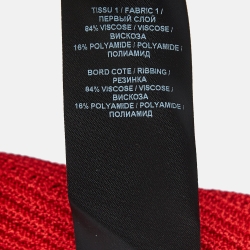 TISSU 1 / FABRIC 1 /
ПЕРВЫЙ СЛОЙ
84% VISCOSE / VISCOSE /
ВИСКОЗА
16% POLYAMIDE / POLYAMIDE /
ПОЛИАМИД
BORD COTE / RIBBING /
РЕЗИНКА
84% VISCOSE / VISCOSE /
ВИСКОЗА
16% POLYAMIDE / POLYAMIDE /
ПОЛИАМИД